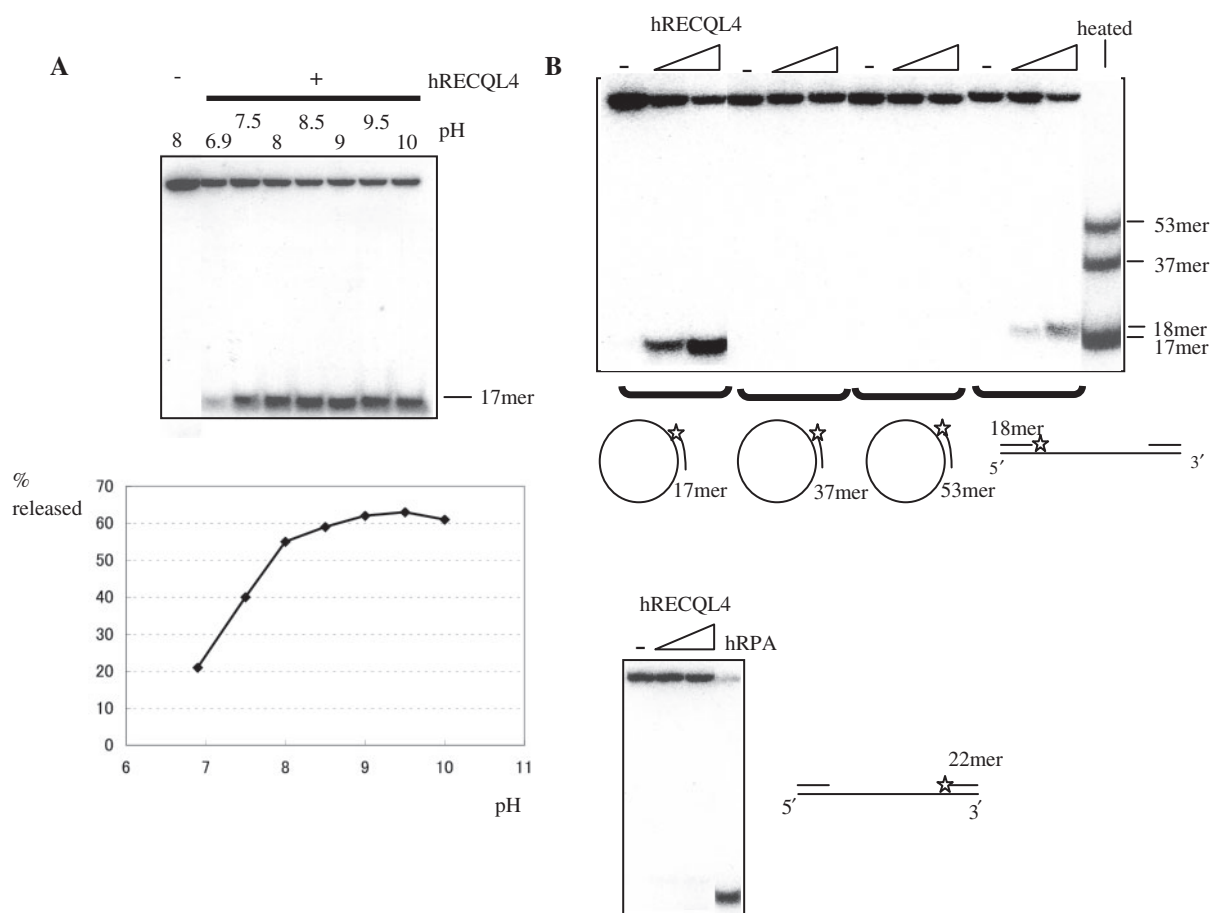 A
- + hRECQL4
8 6.9 7.5 8 8.5 9 9.5 10 pH
17mer
%
released
70
60
50
40
30
20
10
0
6 7 8 9 10 11
pH
B
hRECQL4
heated
- - - -
53mer
37mer
18mer
17mer
17mer
37mer
53mer
18mer
5′ 3′
hRECQL4
- hRPA
22mer
5′ 3′